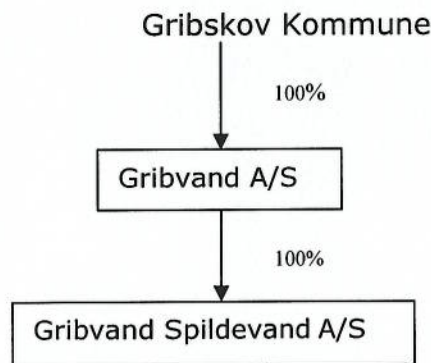 Gribskov Kommune
100%
Gribvand A/S
100%
Gribvand Spildevand A/S